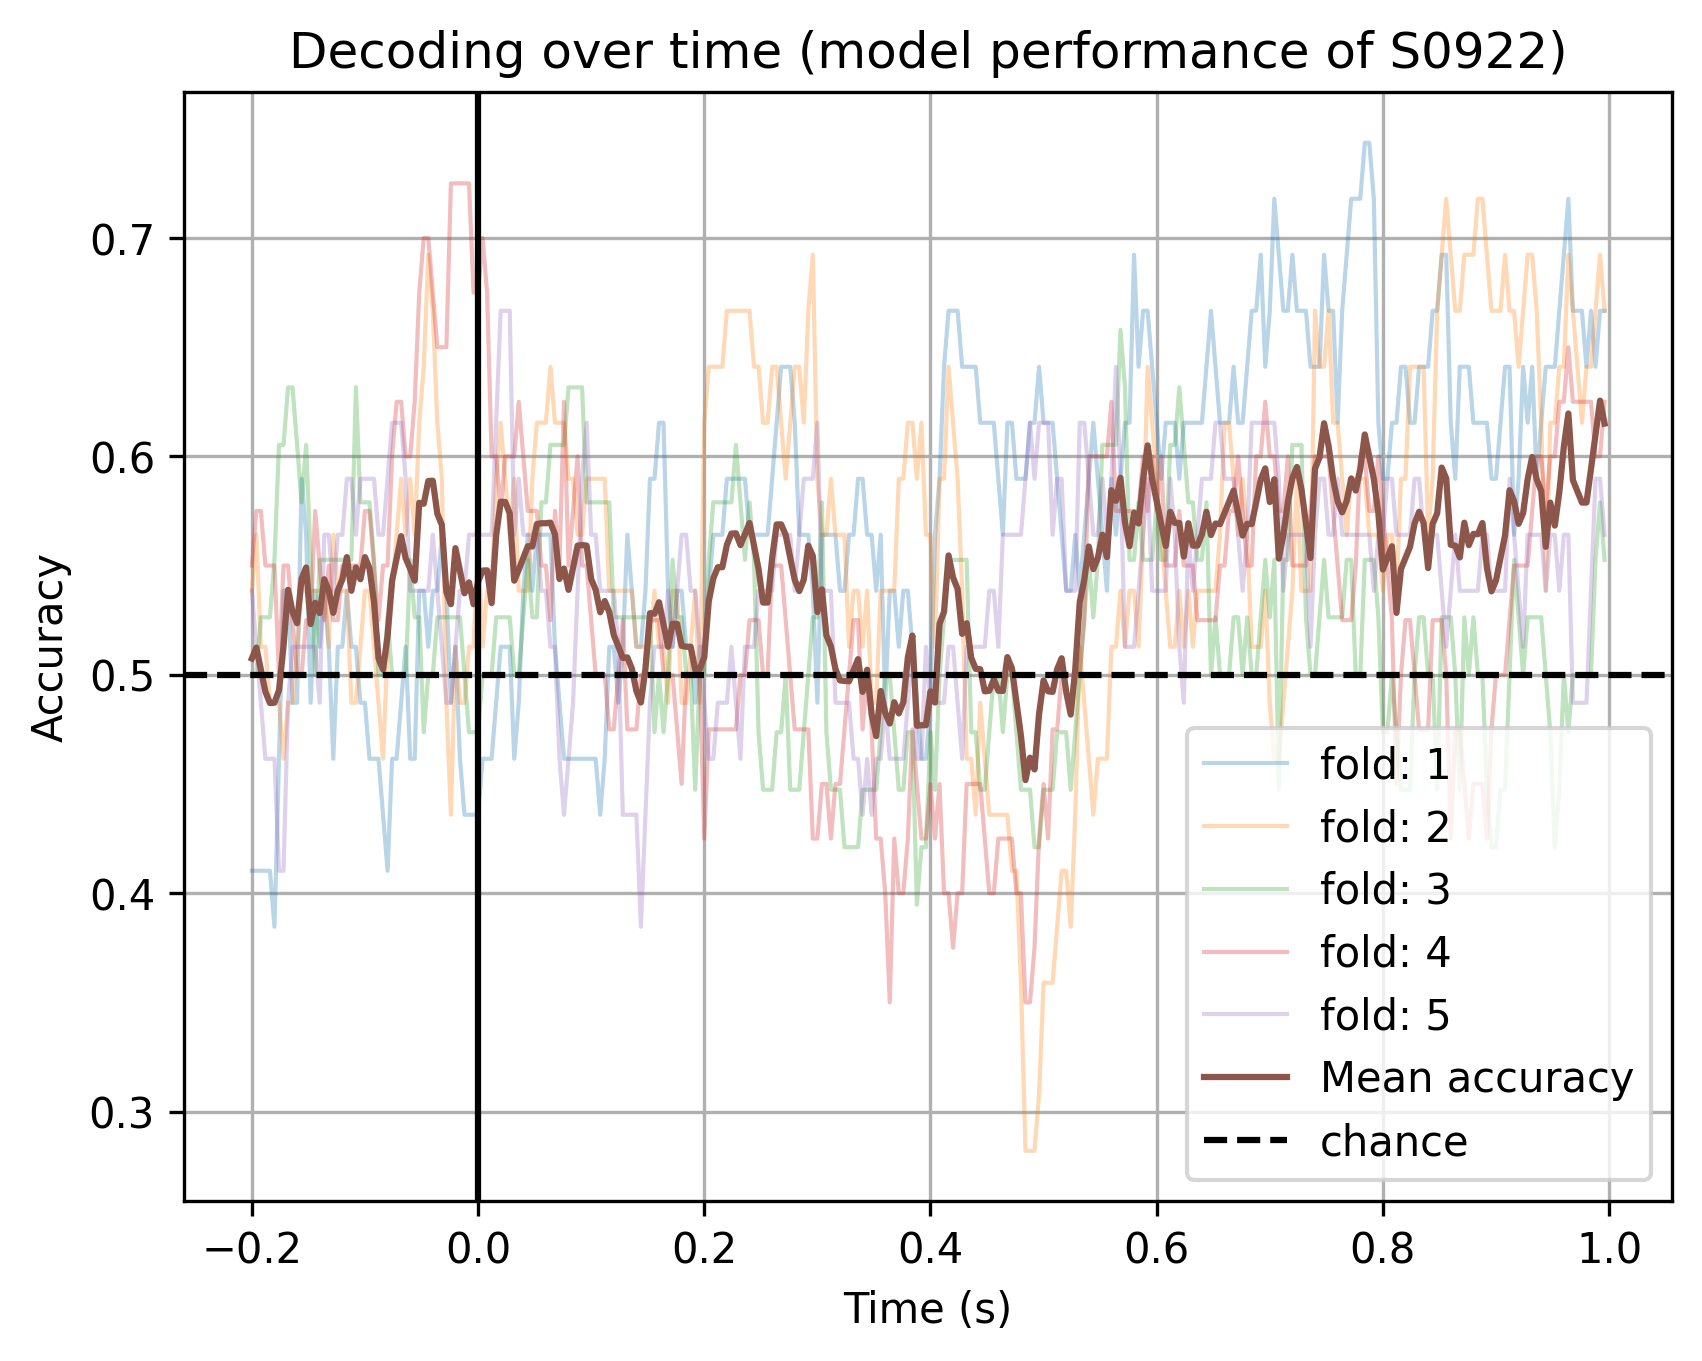 Decoding over time (model performance of S0922)
Accuracy
0.7
0.6
0.5
0.4
0.3
−0.2 0.0 0.2 0.4 0.6 0.8 1.0
Time (s)
fold: 1
fold: 2
fold: 3
fold: 4
fold: 5
Mean accuracy
chance